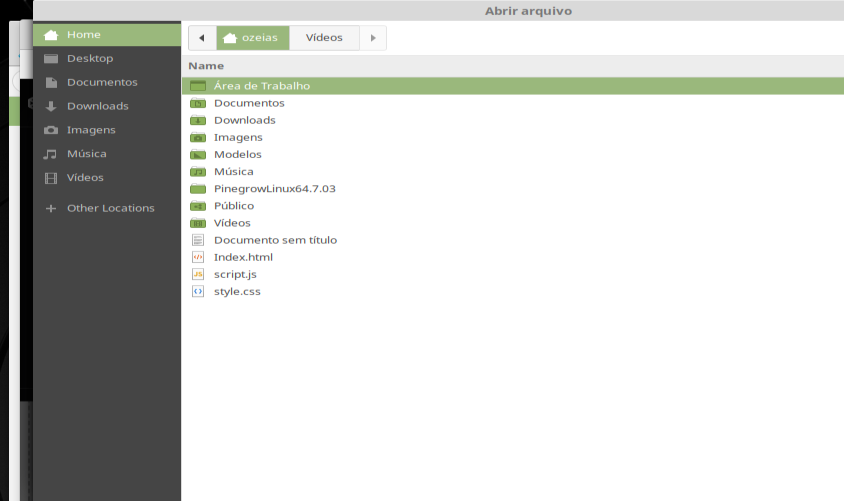 Abrir arquivo
Home
Desktop
Documentos
Downloads
Imagens
Música
Vídeos
Other Locations
ozeias Vídeos
Name
Área de Trabalho
Documentos
Downloads
Imagens
Modelos
Música
PinegrowLinux64.7.03
Público
Vídeos
Documento sem título
Index.html
script.js
style.css